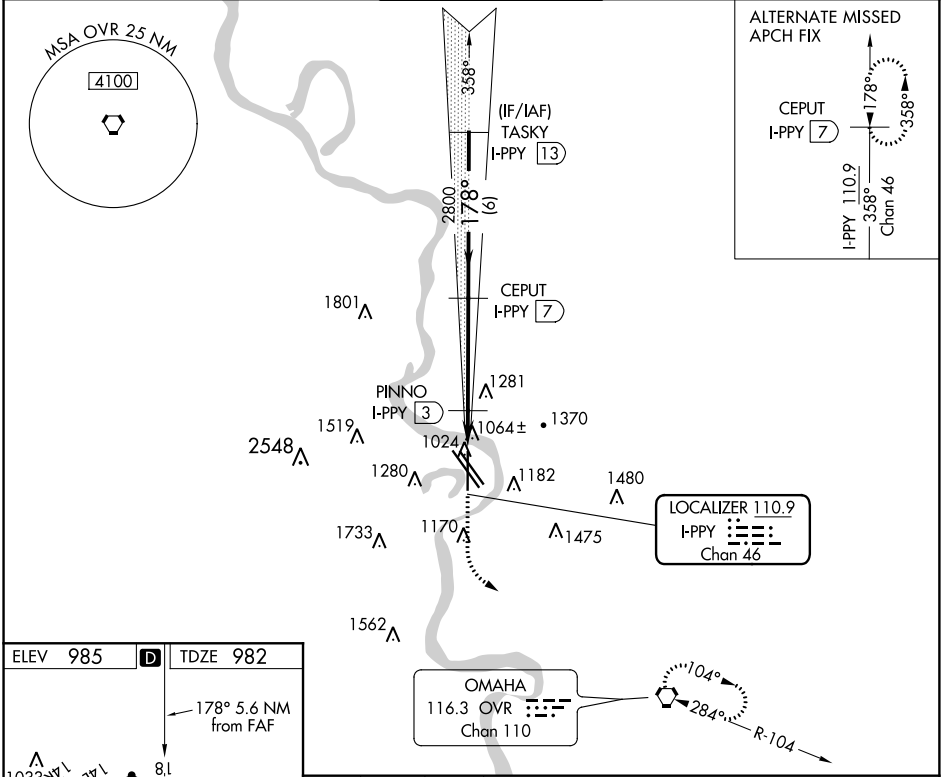 MSA OVR 25 NM
4100
358°
(IF/IAF)
TASKY
I-PPY 13
2800
178°
(6)
ALTERNATE MISSED
APCH FIX
CEPUT
I-PPY 7
178°
358°
I-PPY 110.9
358°
Chan 46
1801
CEPUT
I-PPY 7
1281
PINNO
I-PPY 3
1519
1064±
1370
2548
1024
1280
1182
1480
LOCALIZER 110.9
I-PPY
Chan 46
1733
1170
1475
1562
ELEV 985
D
TDZE 982
178° 5.6 NM
from FAF
OMAHA
116.3 OVR
Chan 110
104°
284°
R-104
18
14L